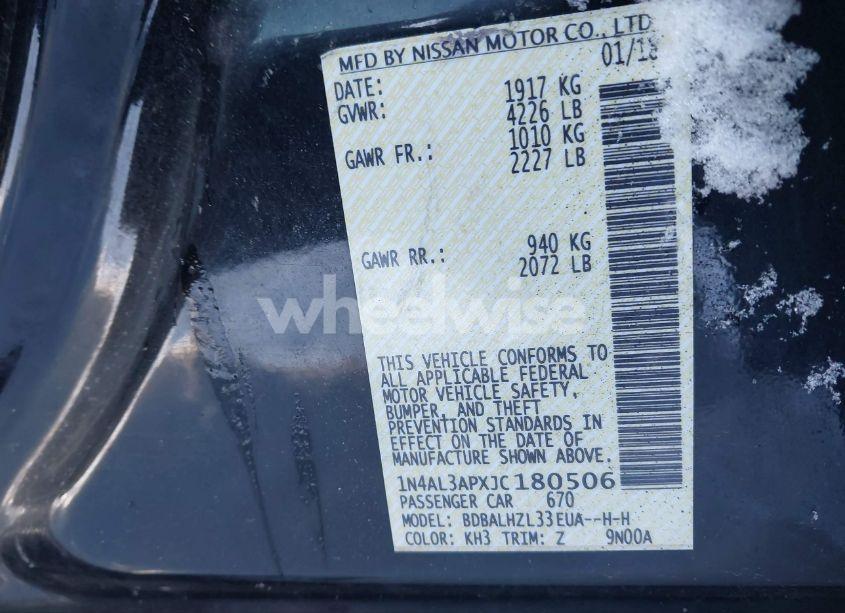 MFD BY NISSAN MOTOR CO., LTD
DATE: 01/18
GVWR: 1917 KG
4226 LB
GAWR FR.: 1010 KG
2227 LB
GAWR RR.: 940 KG
2072 LB
wheelwise
THIS VEHICLE CONFORMS TO
ALL APPLICABLE FEDERAL
MOTOR VEHICLE SAFETY,
BUMPER, AND THEFT
PREVENTION STANDARDS IN
EFFECT ON THE DATE OF
MANUFACTURE SHOWN ABOVE.
1N4AL3APXJC180506
PASSENGER CAR 670
MODEL: BDBALHZL33EUA--H-H
COLOR: KH3 TRIM: Z 9N00A